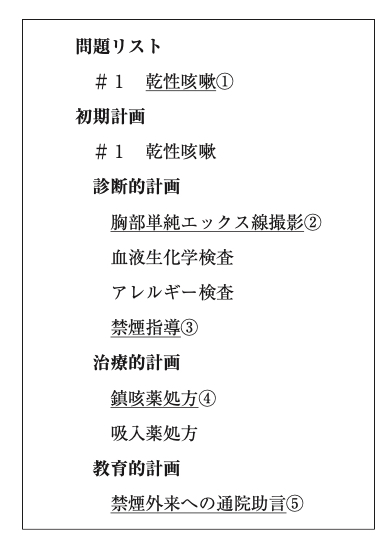 問題リスト
＃1　乾性咳嗽①
初期計画
＃1　乾性咳嗽
診断的計画
胸部単純エックス線撮影②
血液生化学検査
アレルギー検査
禁煙指導③
治療的計画
鎮咳薬処方④
吸入薬処方
教育的計画
禁煙外来への通院助言⑤